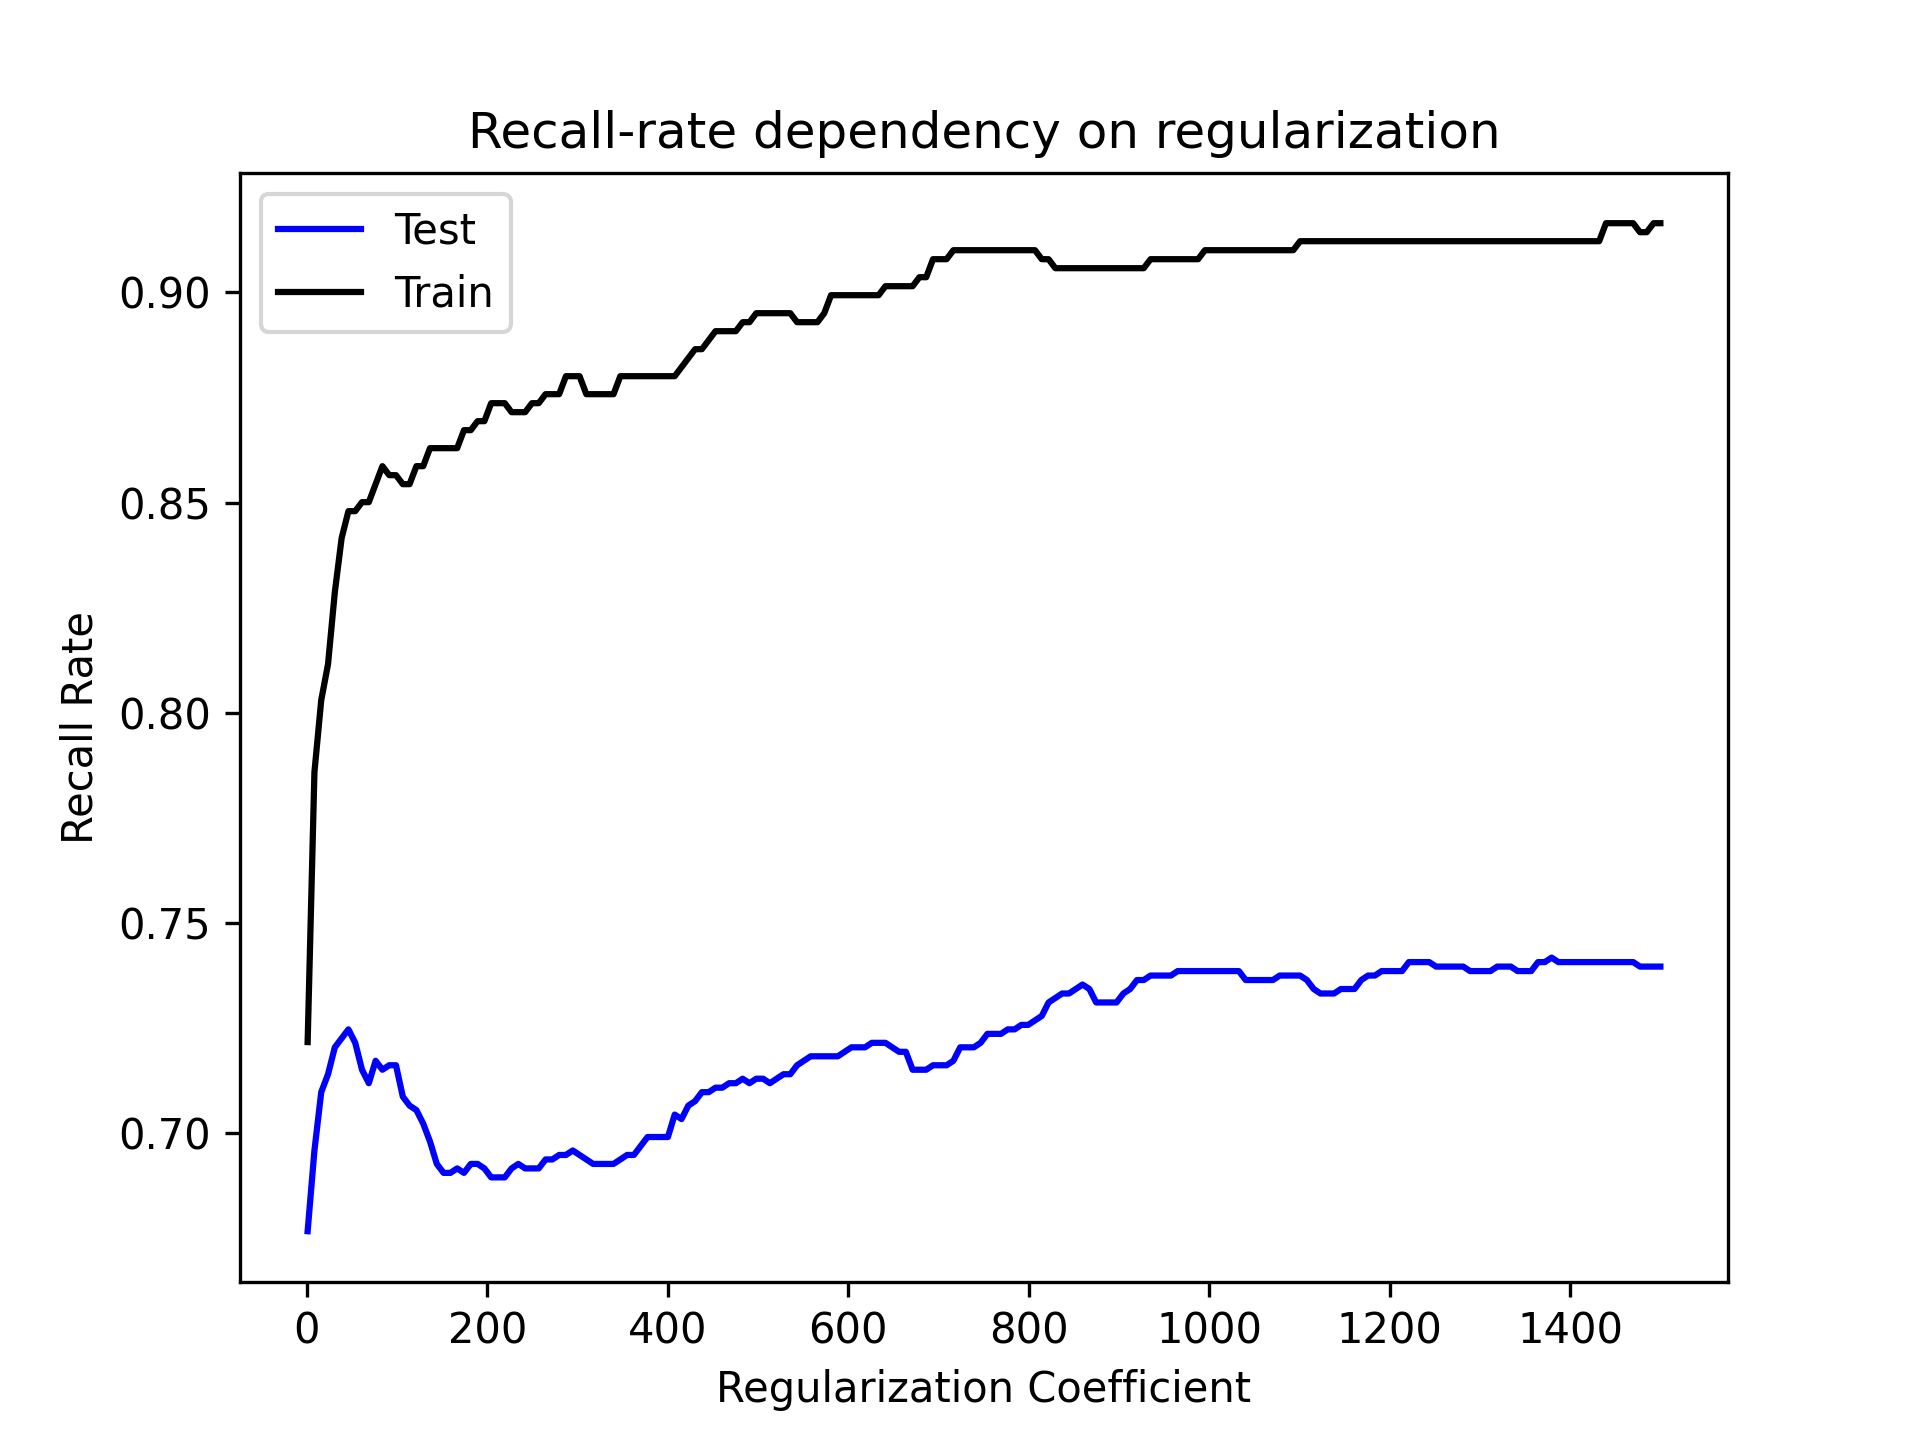 Recall-rate dependency on regularization
Test
Train
0.90
0.85
0.80
0.75
0.70
Recall Rate
0 200 400 600 800 1000 1200 1400
Regularization Coefficient